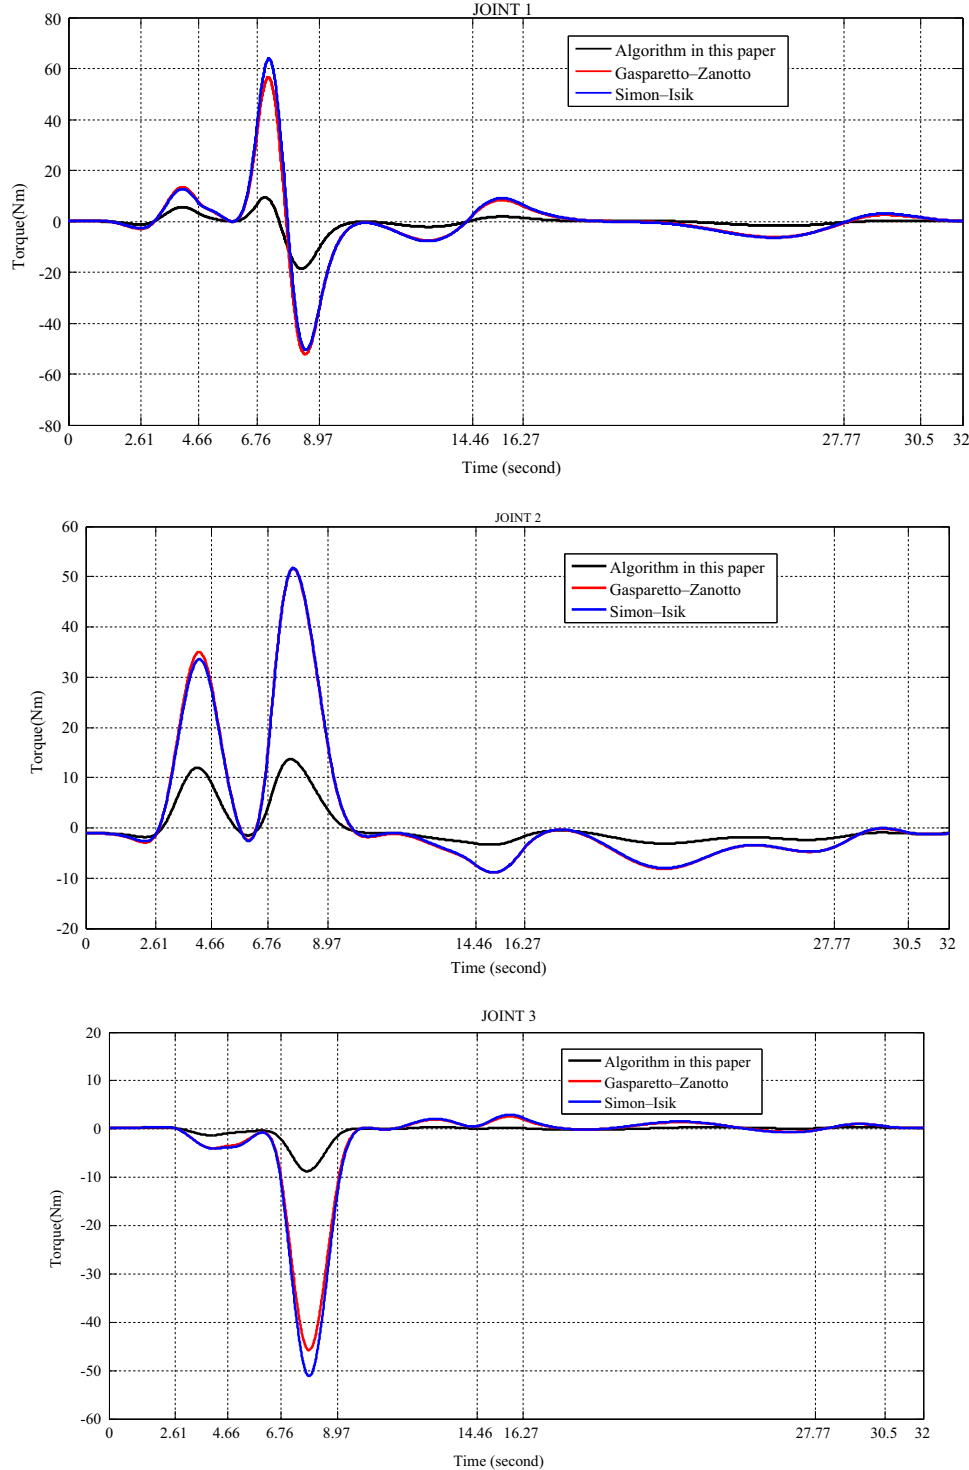 JOINT 1
80
60
40
20
0
-20
-40
-60
-80
Torque(Nm)
Algorithm in this paper
Gasparetto–Zanotto
Simon–Isik
0 2.61 4.66 6.76 8.97 14.46 16.27 27.77 30.5 32
Time (second)
JOINT 2
60
50
40
30
20
10
0
-10
-20
Torque(Nm)
Algorithm in this paper
Gasparetto–Zanotto
Simon–Isik
0 2.61 4.66 6.76 8.97 14.46 16.27 27.77 30.5 32
Time (second)
JOINT 3
20
10
0
-10
-20
-30
-40
-50
-60
Torque(Nm)
Algorithm in this paper
Gasparetto–Zanotto
Simon–Isik
0 2.61 4.66 6.76 8.97 14.46 16.27 27.77 30.5 32
Time (second)